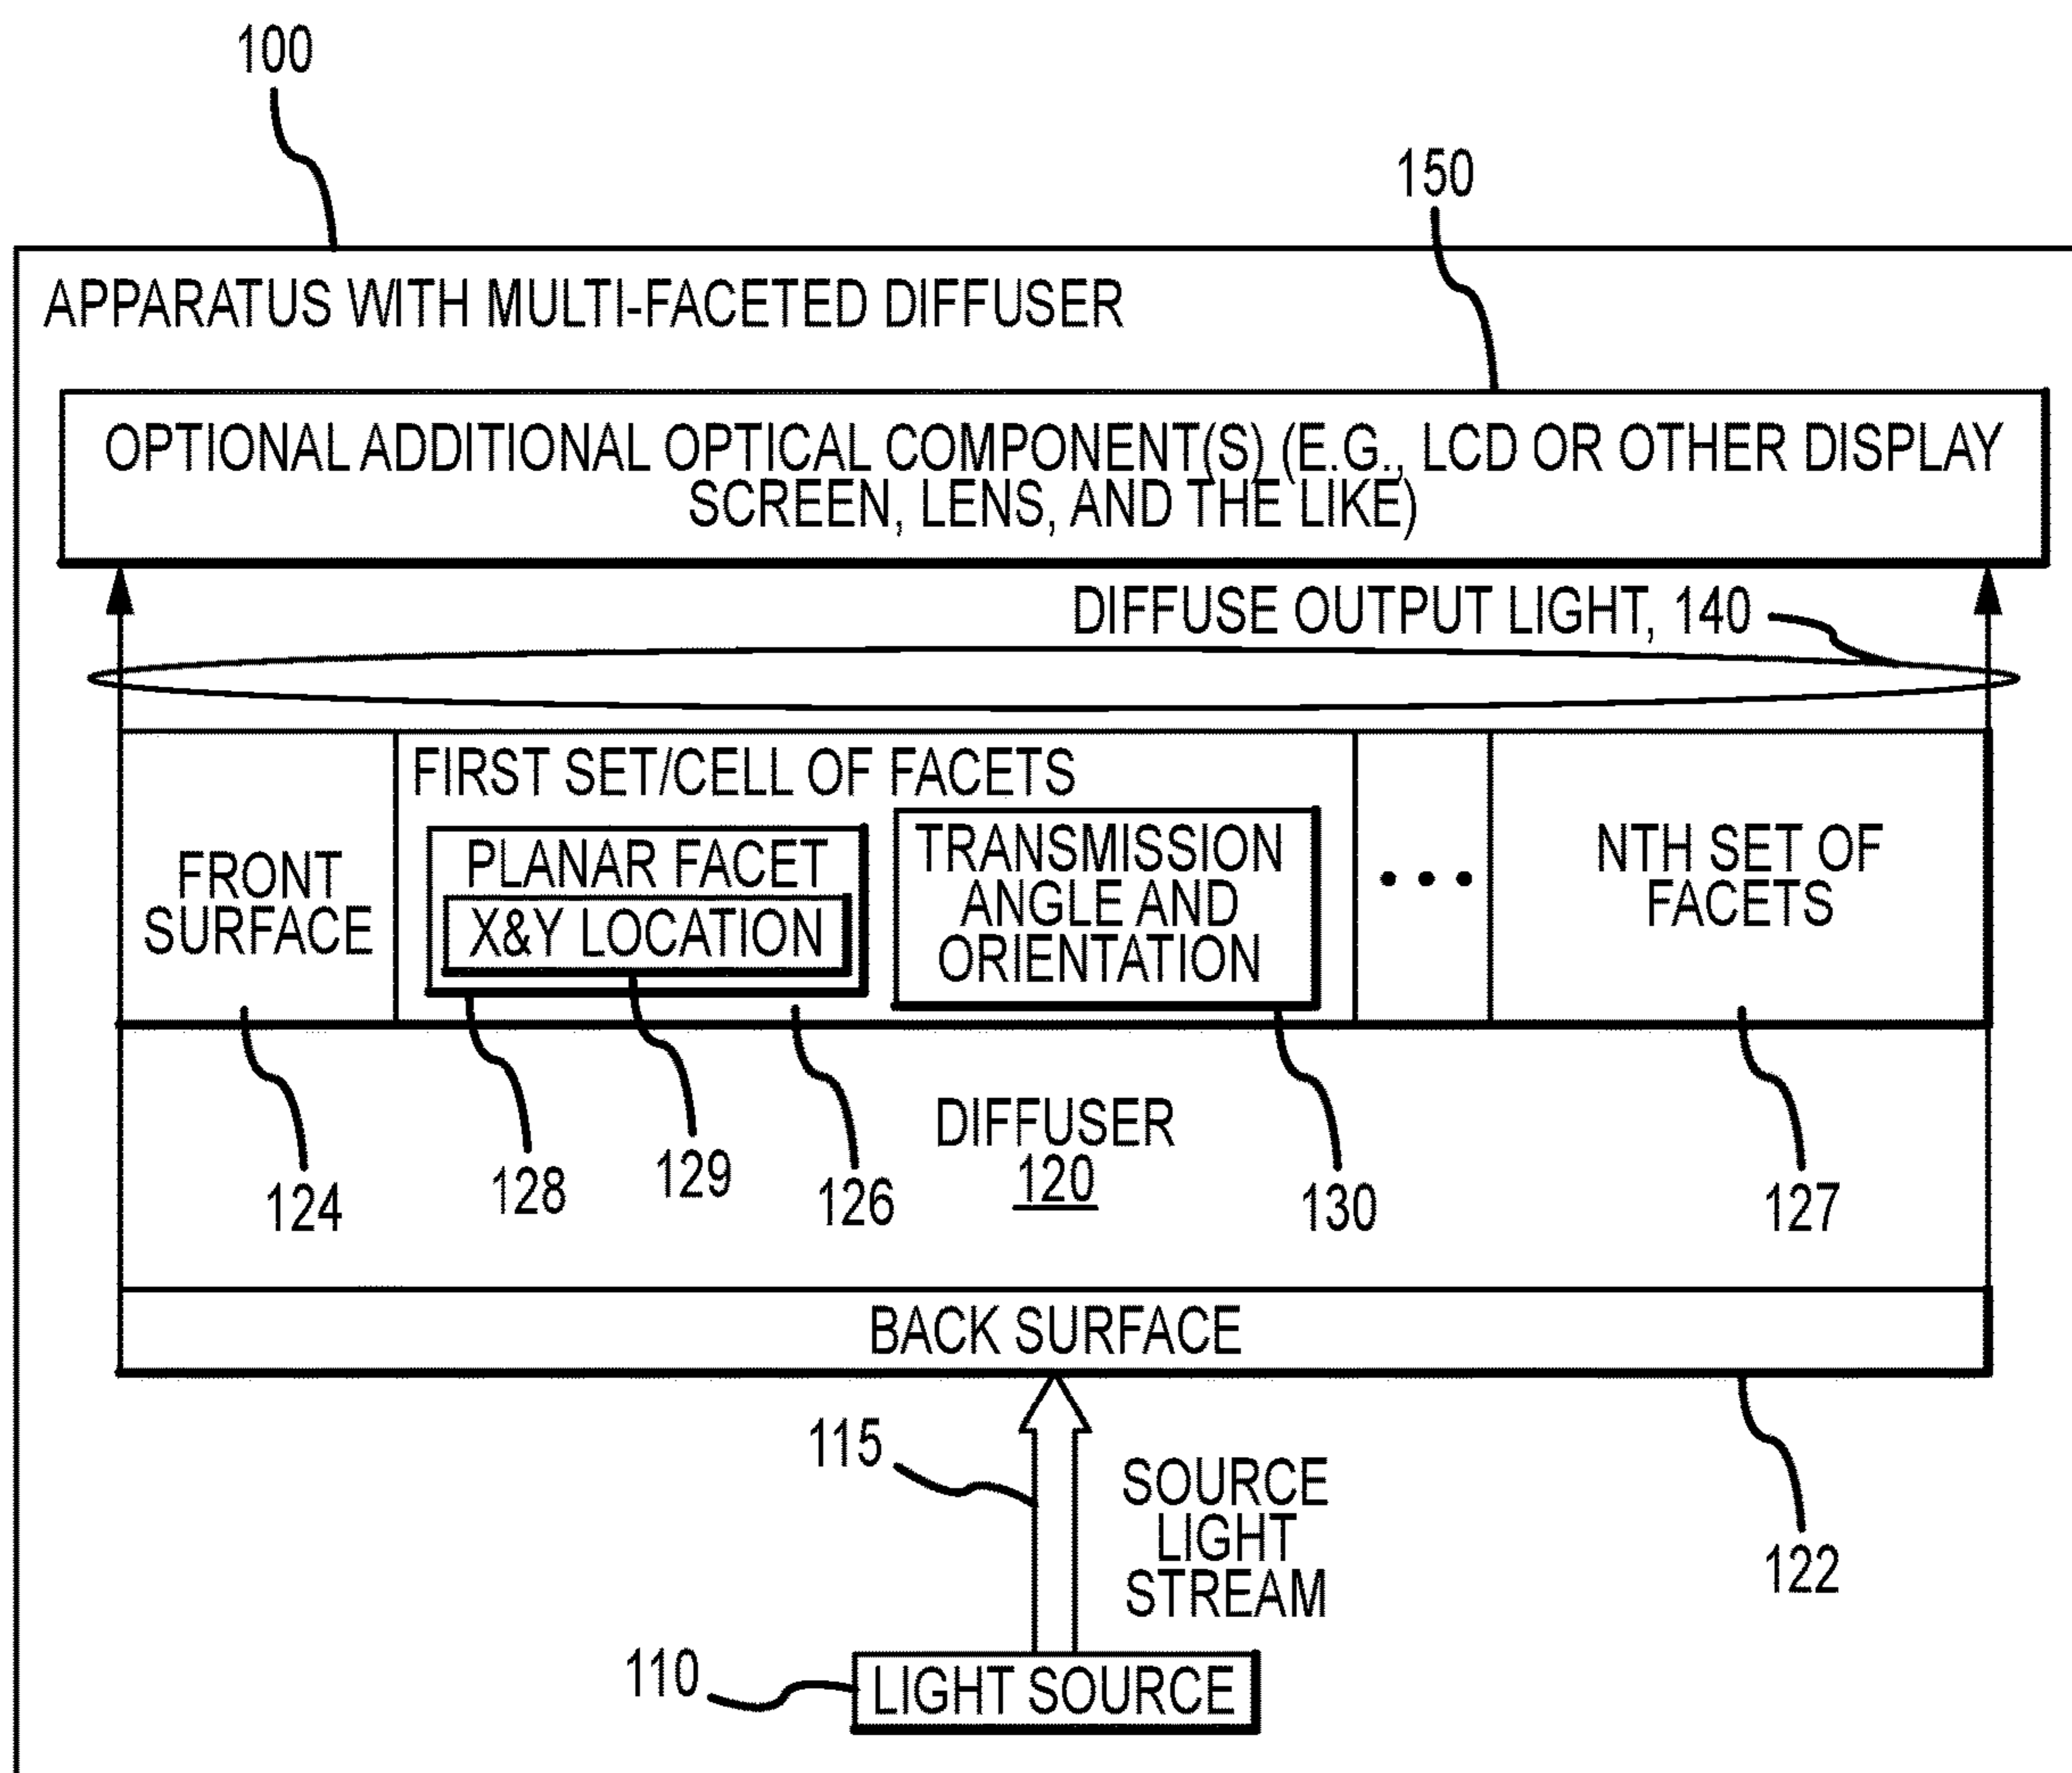 100
150
APPARATUS WITH MULTI-FACETED DIFFUSER
OPTIONAL ADDITIONAL OPTICAL COMPONENT(S) (E.G., LCD OR OTHER DISPLAY
SCREEN, LENS, AND THE LIKE)
DIFFUSE OUTPUT LIGHT, 140
FRONT
SURFACE
FIRST SET/CELL OF FACETS
PLANAR FACET
X&Y LOCATION
TRANSMISSION
ANGLE AND
ORIENTATION
• • •
NTH SET OF
FACETS
124
128
129
126
DIFFUSER
120
130
127
BACK SURFACE
115
SOURCE
LIGHT
STREAM
122
110
LIGHT SOURCE